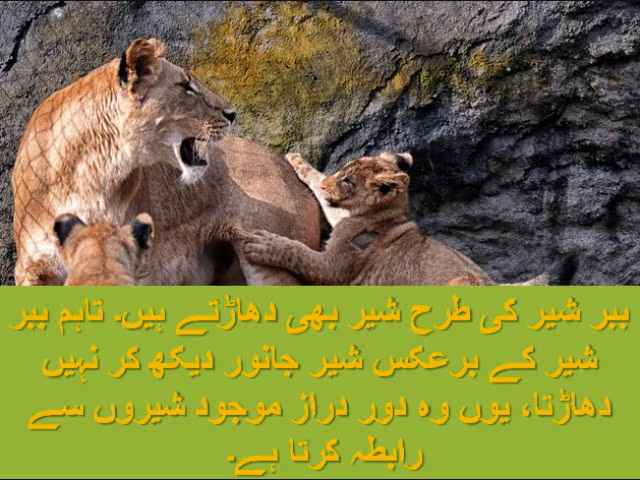 ببر شیر کی طرح شیر بھی دھاڑتے ہیں۔ تاہم ببر
شیر کے برعکس شیر جانور دیکھ کر نہیں
دھاڑتا، یوں وہ دور دراز موجود شیروں سے
رابطہ کرتا ہے۔